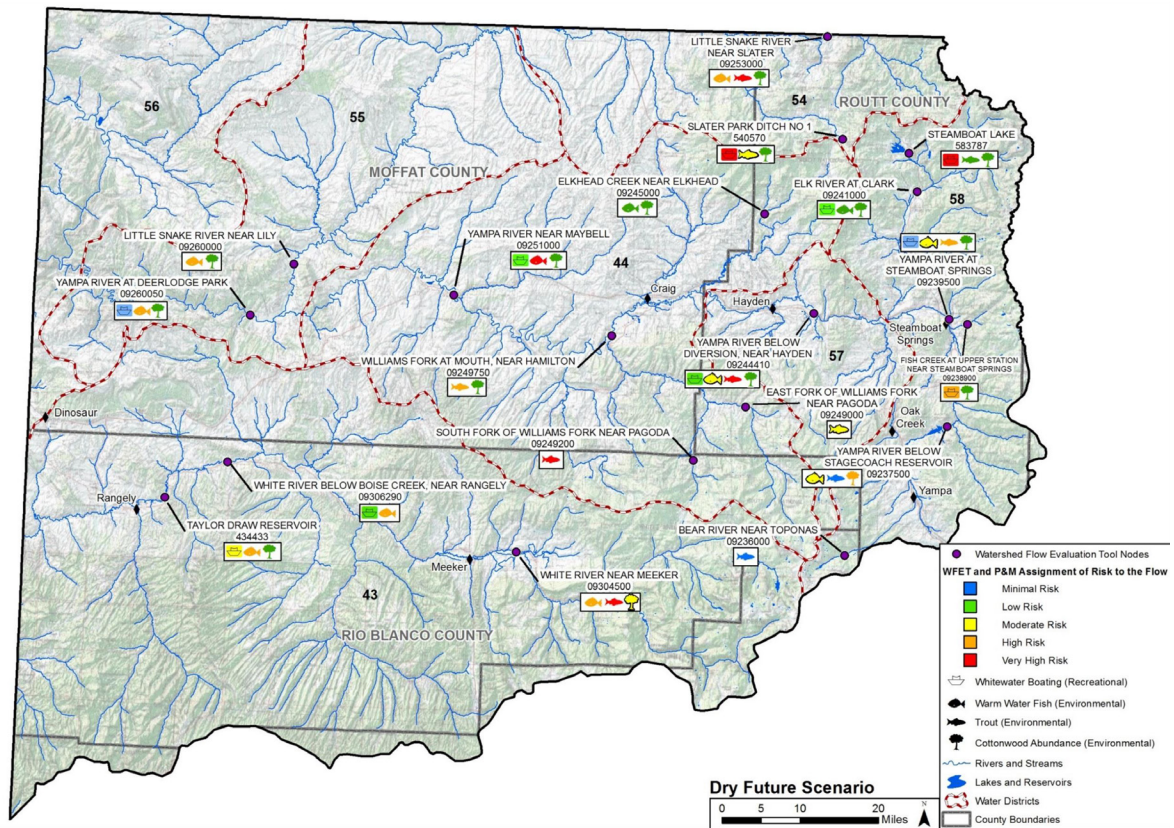 LITTLE SNAKE RIVER
NEAR SLATER
09253000
54
ROUTT COUNTY
56
55
SLATER PARK DITCH NO 1
540570
STEAMBOAT LAKE
583787
MOFFAT COUNTY
ELKHEAD CREEK NEAR ELKHEAD
09245000
ELK RIVER AT CLARK
09241000
58
LITTLE SNAKE RIVER NEAR LILY
09260000
YAMPA RIVER NEAR MAYBELL
09251000
44
YAMPA RIVER AT
STEAMBOAT SPRINGS
09239500
YAMPA RIVER AT DEERLODGE PARK
09260050
Craig
Hayden
Steamboat
Springs
WILLIAMS FORK AT MOUTH, NEAR HAMILTON
09249750
YAMPA RIVER BELOW
DIVERSION, NEAR HAYDEN
09244410
57
FISH CREEK AT UPPER STATION
NEAR STEAMBOAT SPRINGS
09238900
EAST FORK OF WILLIAMS FORK
NEAR PAGODA
09249000
Oak
Creek
Dinosaur
SOUTH FORK OF WILLIAMS FORK NEAR PAGODA
09249200
YAMPA RIVER BELOW
STAGECOACH RESERVOIR
09237500
WHITE RIVER BELOW BOISE CREEK, NEAR RANGELY
09306290
Rangely
Yampa
TAYLOR DRAW RESERVOIR
434433
BEAR RIVER NEAR TOPONAS
09236000
Meeker
WHITE RIVER NEAR MEEKER
09304500
43
RIO BLANCO COUNTY
Watershed Flow Evaluation Tool Nodes
WFET and P&M Assignment of Risk to the Flow
Minimal Risk
Low Risk
Moderate Risk
High Risk
Very High Risk
Whitewater Boating (Recreational)
Warm Water Fish (Environmental)
Trout (Environmental)
Cottonwood Abundance (Environmental)
Rivers and Streams
Lakes and Reservoirs
Water Districts
County Boundaries
Dry Future Scenario
0 5 10 20
Miles
N